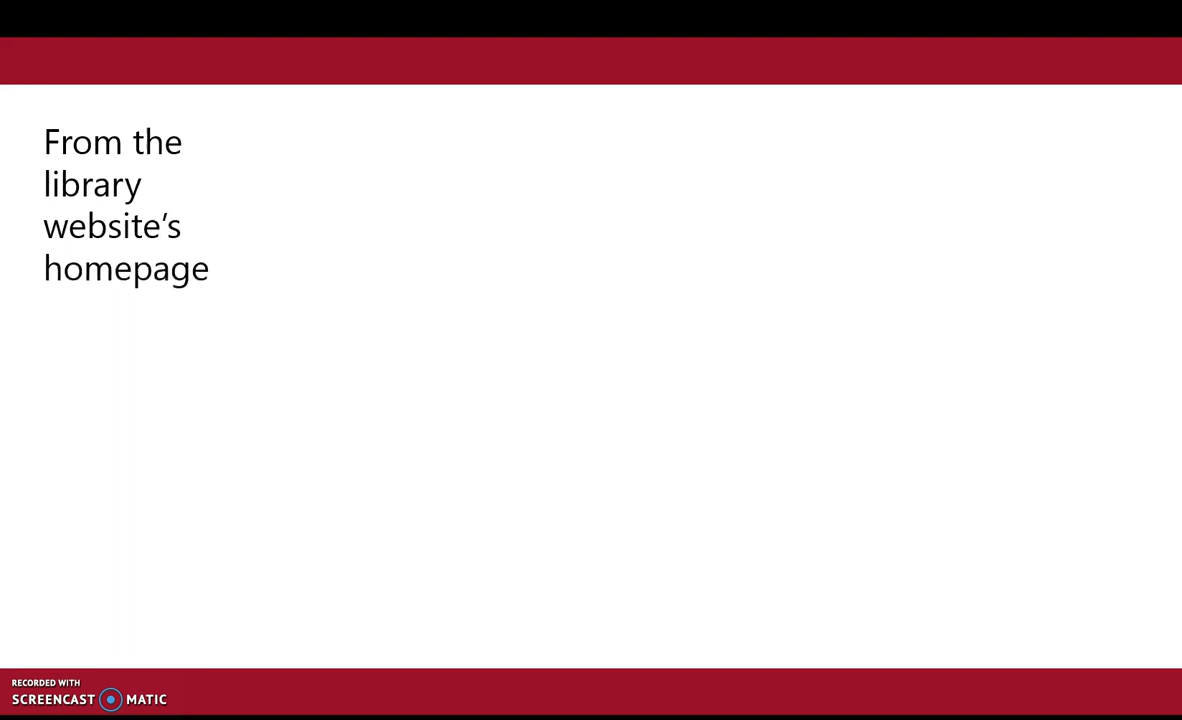 From the
library
website’s
homepage
RECORDED WITH
SCREENCAST MATIC